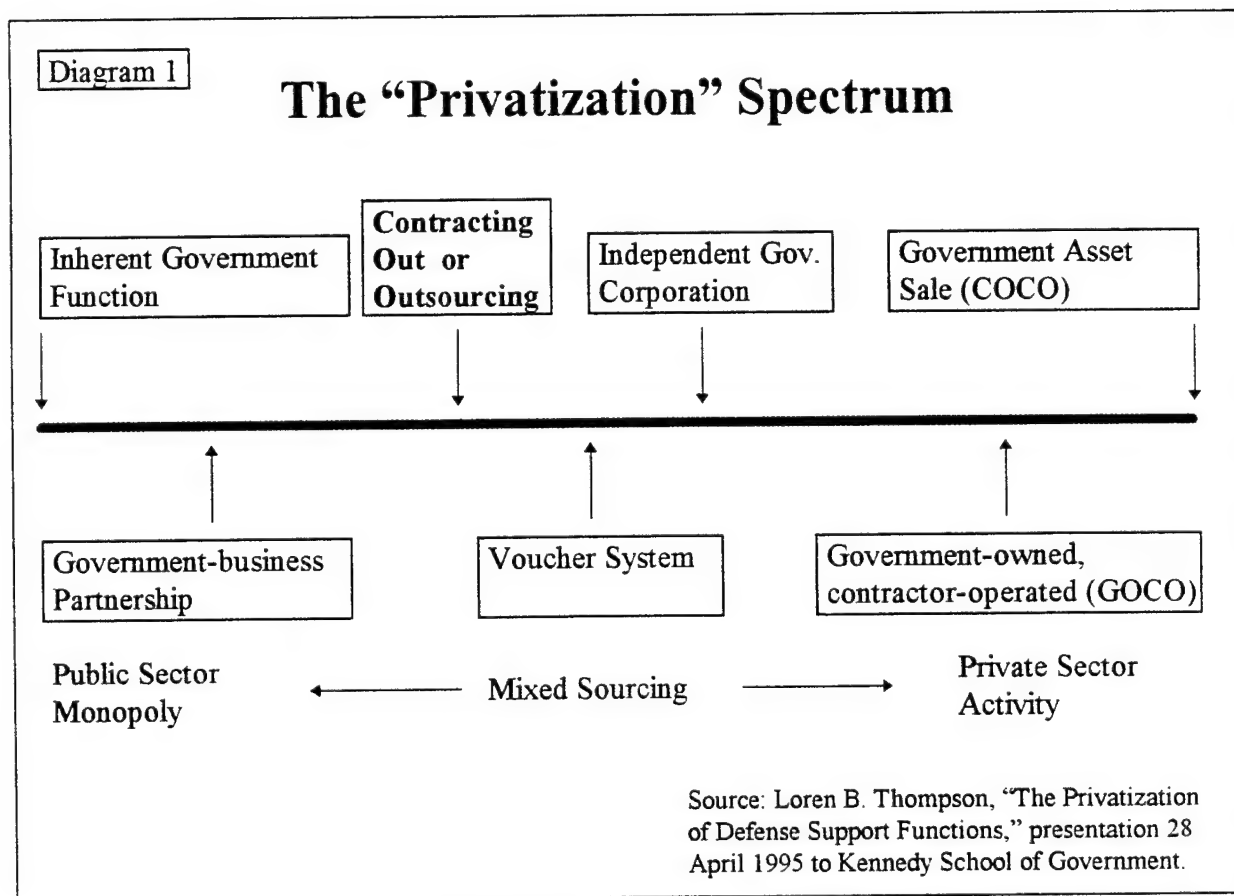 Diagram 1
The “Privatization” Spectrum
Inherent Government
Function
Contracting
Out or
Outsourcing
Independent Gov.
Corporation
Government Asset
Sale (COCO)
Government-business
Partnership
Voucher System
Government-owned,
contractor-operated (GOCO)
Public Sector
Monopoly
Mixed Sourcing
Private Sector
Activity
Source: Loren B. Thompson, “The Privatization
of Defense Support Functions,” presentation 28
April 1995 to Kennedy School of Government.